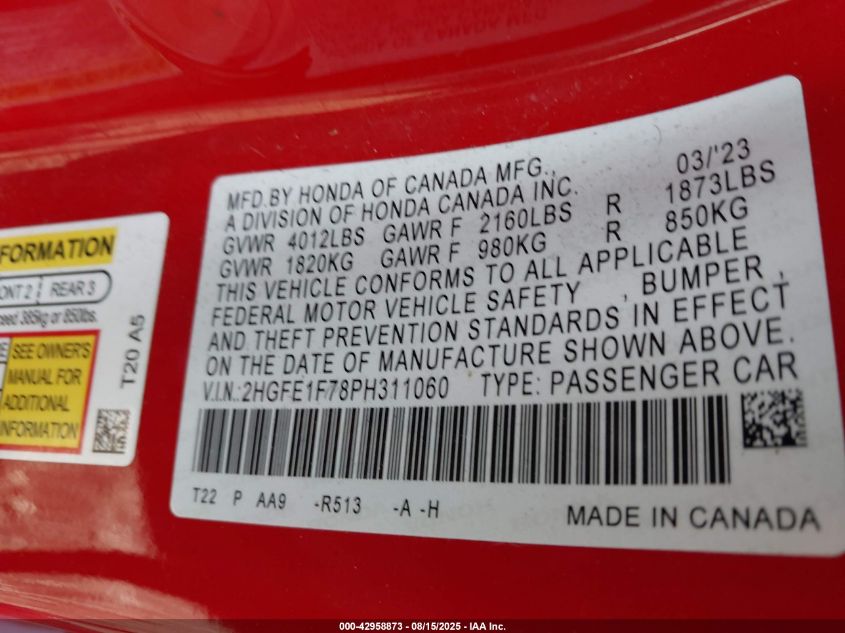 MFD.BY HONDA OF CANADA MFG., 03/'23
A DIVISION OF HONDA CANADA INC.
GVWR 4012LBS GAWR F 2160LBS R 1873LBS
GVWR 1820KG GAWR F 980KG R 850KG
THIS VEHICLE CONFORMS TO ALL APPLICABLE
FEDERAL MOTOR VEHICLE SAFETY , BUMPER ,
AND THEFT PREVENTION STANDARDS IN EFFECT
ON THE DATE OF MANUFACTURE SHOWN ABOVE.
V.I.N.:2HGFE1F78PH311060 TYPE: PASSENGER CAR
T22 P AA9 -R513 -A -H
MADE IN CANADA
FORMATION
ONT 2 REAR 3
ceed 385kg or 850lbs.
SEE OWNER'S
MANUAL FOR
ADDITIONAL
INFORMATION
T20 A5
000-42958873 - 08/15/2025 - IAA Inc.